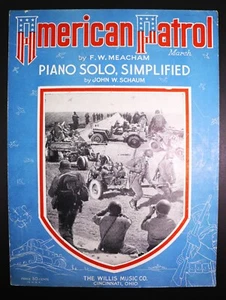 American Patrol
March
by F. W. MEACHAM
PIANO SOLO, SIMPLIFIED
by JOHN W. SCHAUM
THE WILLIS MUSIC CO.
CINCINNATI, OHIO